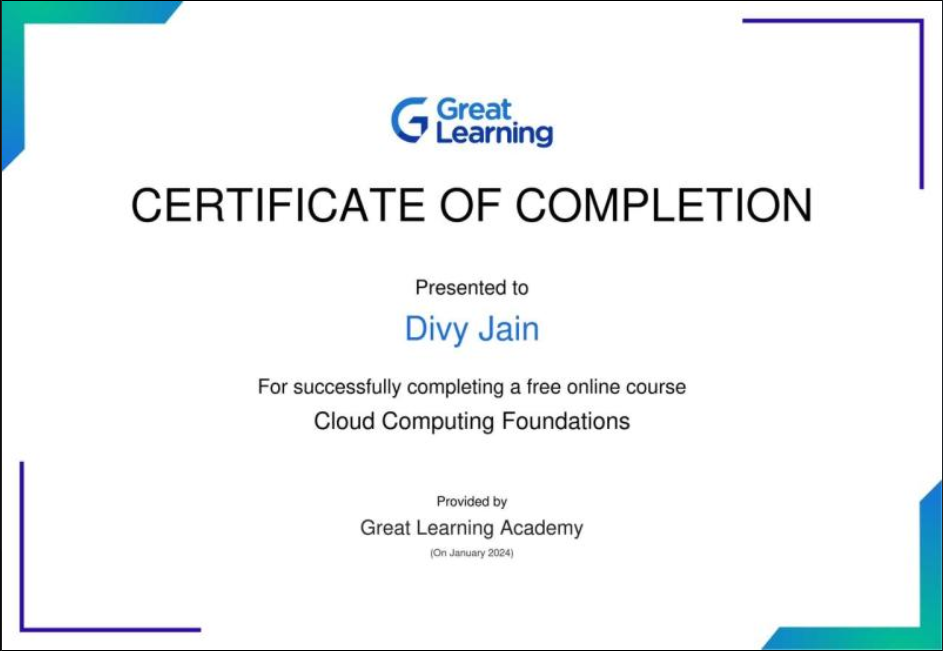 Great
Learning
CERTIFICATE OF COMPLETION
Presented to
Divy Jain
For successfully completing a free online course
Cloud Computing Foundations
Provided by
Great Learning Academy
(On January 2024)